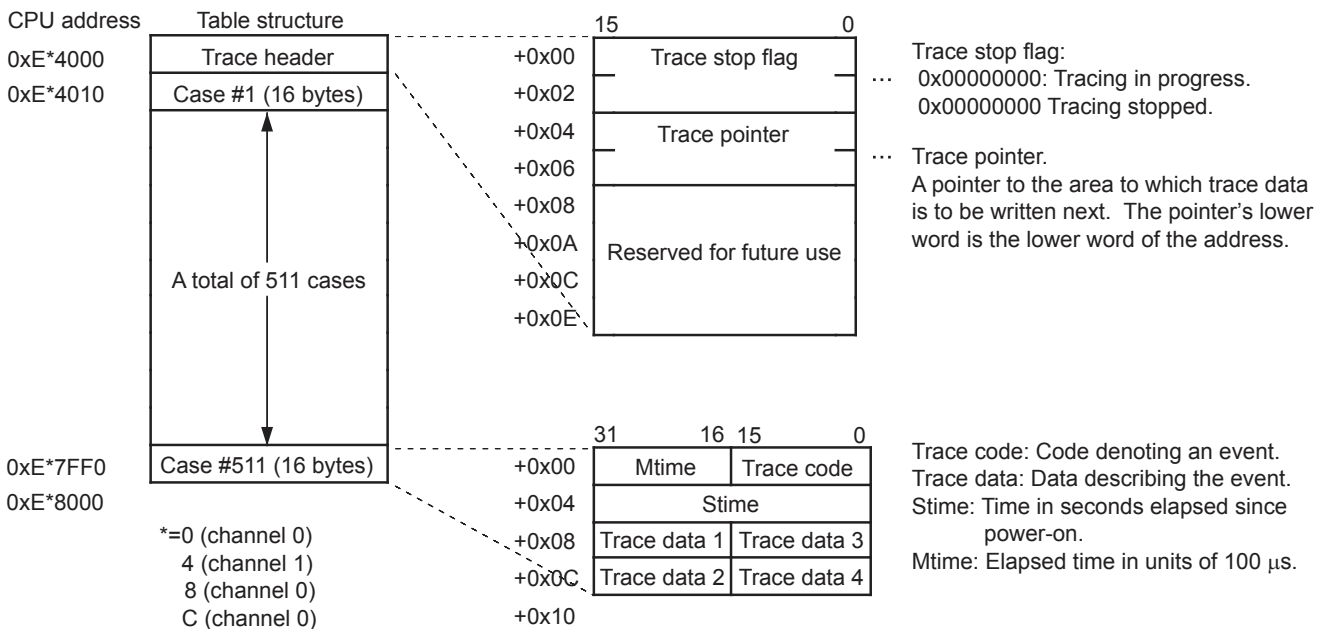 CPU address
Table structure
0xE*4000
Trace header
0xE*4010
Case #1 (16 bytes)
A total of 511 cases
0xE*7FF0
Case #511 (16 bytes)
0xE*8000
*=0 (channel 0)
4 (channel 1)
8 (channel 0)
C (channel 0)
15 0
+0x00
Trace stop flag
+0x02
+0x04
Trace pointer
+0x06
+0x08
+0x0A
Reserved for future use
+0x0C
+0x0E
Trace stop flag:
… 0x00000000: Tracing in progress.
0x00000000 Tracing stopped.
… Trace pointer.
A pointer to the area to which trace data
is to be written next. The pointer's lower
word is the lower word of the address.
31 16 15 0
+0x00 Mtime Trace code
+0x04 Stime
+0x08 Trace data 1 Trace data 3
+0x0C Trace data 2 Trace data 4
+0x10
Trace code: Code denoting an event.
Trace data: Data describing the event.
Stime: Time in seconds elapsed since
power-on.
Mtime: Elapsed time in units of 100 μs.